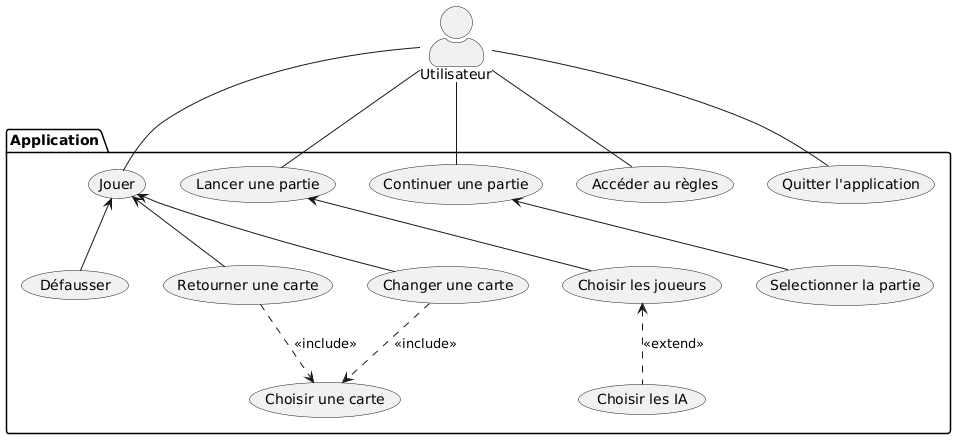 Utilisateur
Application
Jouer
Lancer une partie
Continuer une partie
Accéder au règles
Quitter l'application
Défausser
Retourner une carte
Changer une carte
Choisir les joueurs
Selectionner la partie
«include»
«include»
«extend»
Choisir une carte
Choisir les IA